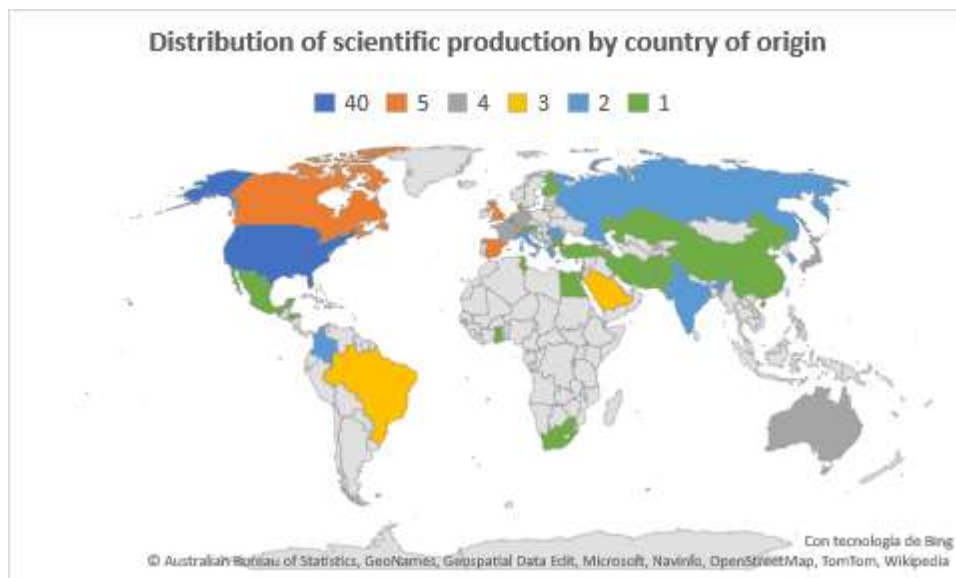 Distribution of scientific production by country of origin
40 5 4 3 2 1
Con tecnología de Bing
© Australian Bureau of Statistics, GeoNames, Geospatial Data Edit, Microsoft, Navinfo, OpenStreetMap, TomTom, Wikipedia